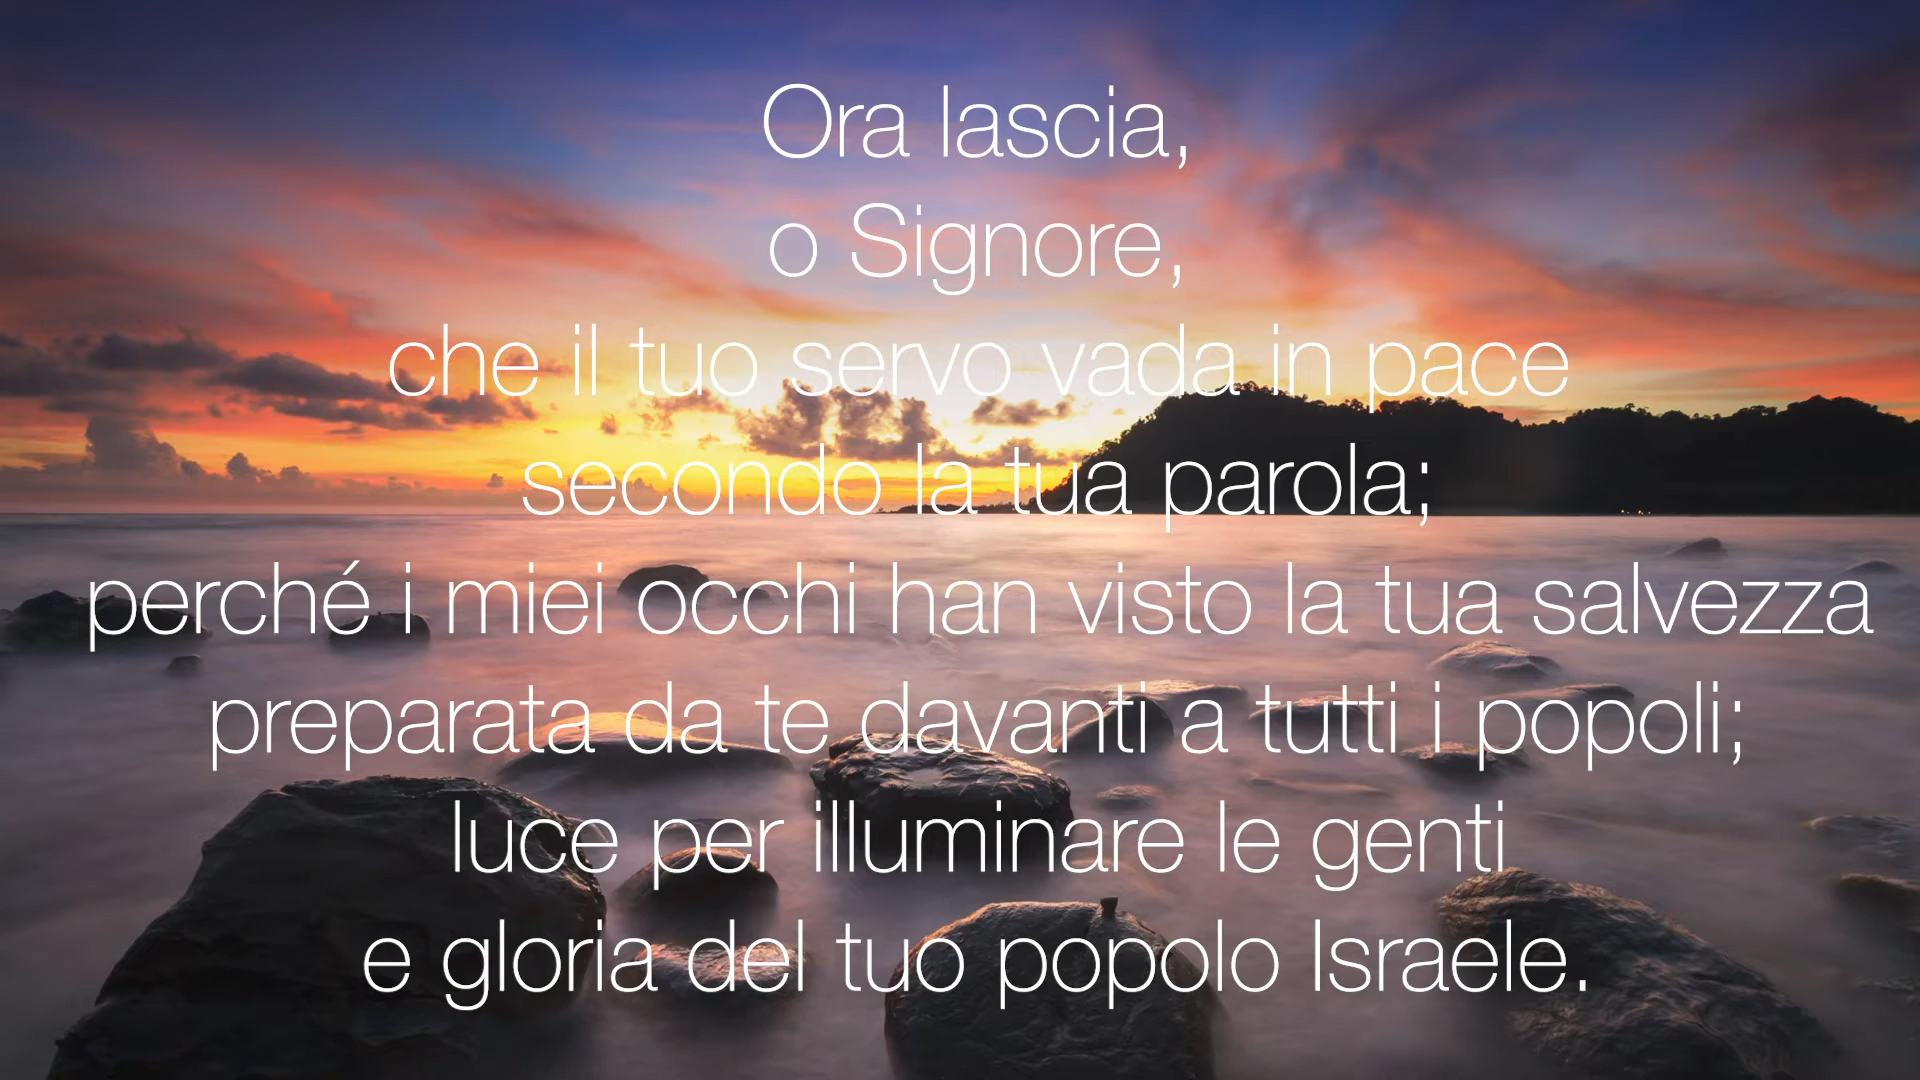 Ora lascia,
o Signore,
che il tuo servo vada in pace
secondo la tua parola;
perché i miei occhi han visto la tua salvezza
preparata da te davanti a tutti i popoli;
luce per illuminare le genti
e gloria del tuo popolo Israele.